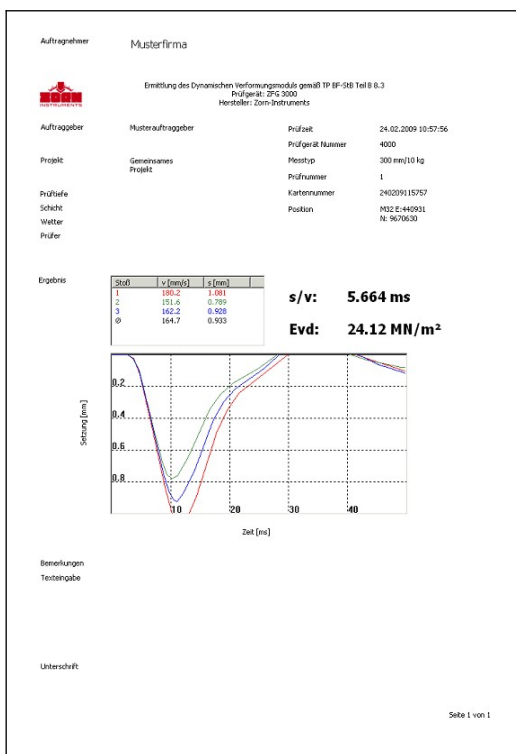 Auftragnehmer Musterfirma
ZORN
INSTRUMENTS
Ermittlung des Dynamischen Verformungsmoduls gemäß TP BF-StB Teil B 8.3
Prüfgerät: ZFG 3000
Hersteller: Zorn-Instruments
Auftraggeber Musterauftraggeber
Prüfzeit 24.02.2009 10:57:56
Prüfgerät Nummer 4000
Projekt Gemeinsames
Projekt
Messtyp 300 mm/10 kg
Prüfnummer 1
Kartennummer 240209115757
Position M32 E:440931
N: 9670630
Prüftiefe
Schicht
Wetter
Prüfer
Ergebnis
Stoß v [mm/s] s [mm]
1 180.2 1.081
2 151.6 0.789
3 162.2 0.928
Ø 164.7 0.933
s/v: 5.664 ms
Evd: 24.12 MN/m²
Setzung [mm]
0.2
0.4
0.6
0.8
10 20 30 40
Zeit [ms]
Bemerkungen
Texteingabe
Unterschrift
Seite 1 von 1